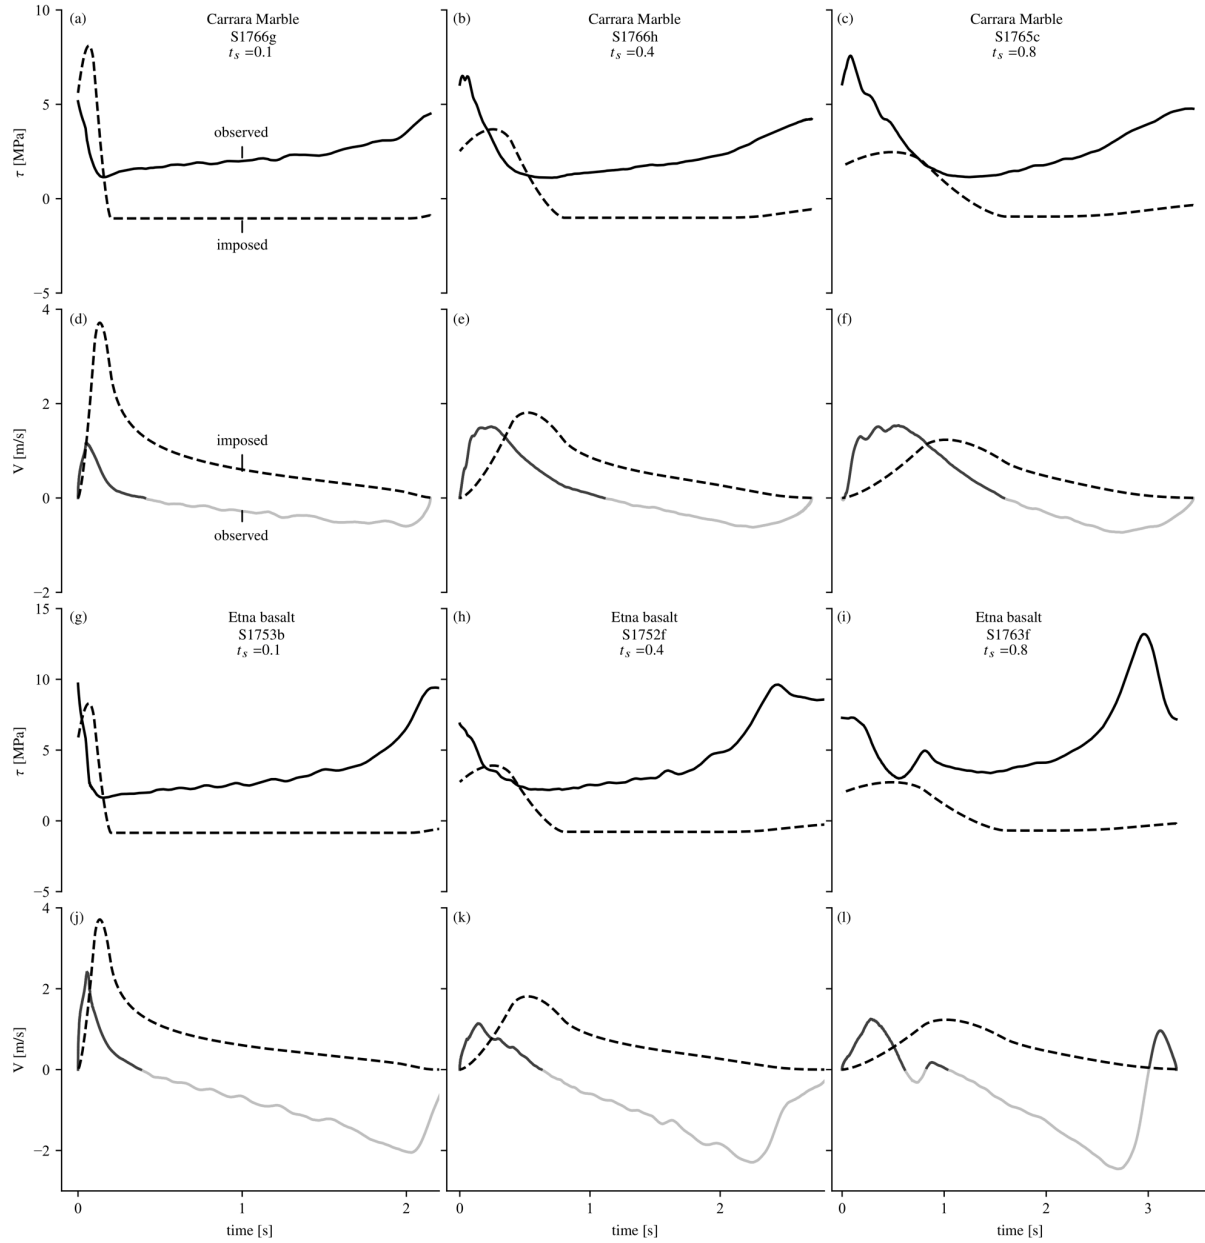 (a) Carrara Marble
S1766g
t_s =0.1
(b) Carrara Marble
S1766h
t_s =0.4
(c) Carrara Marble
S1765c
t_s =0.8
10
5
0
−5
τ [MPa]
observed
imposed
(d)
(e)
(f)
4
2
0
−2
V [m/s]
imposed
observed
(g) Etna basalt
S1753b
t_s =0.1
(h) Etna basalt
S1752f
t_s =0.4
(i) Etna basalt
S1763f
t_s =0.8
15
10
5
0
−5
τ [MPa]
(j)
(k)
(l)
4
2
0
−2
V [m/s]
0 1 2
0 1 2
0 1 2 3
time [s]
time [s]
time [s]